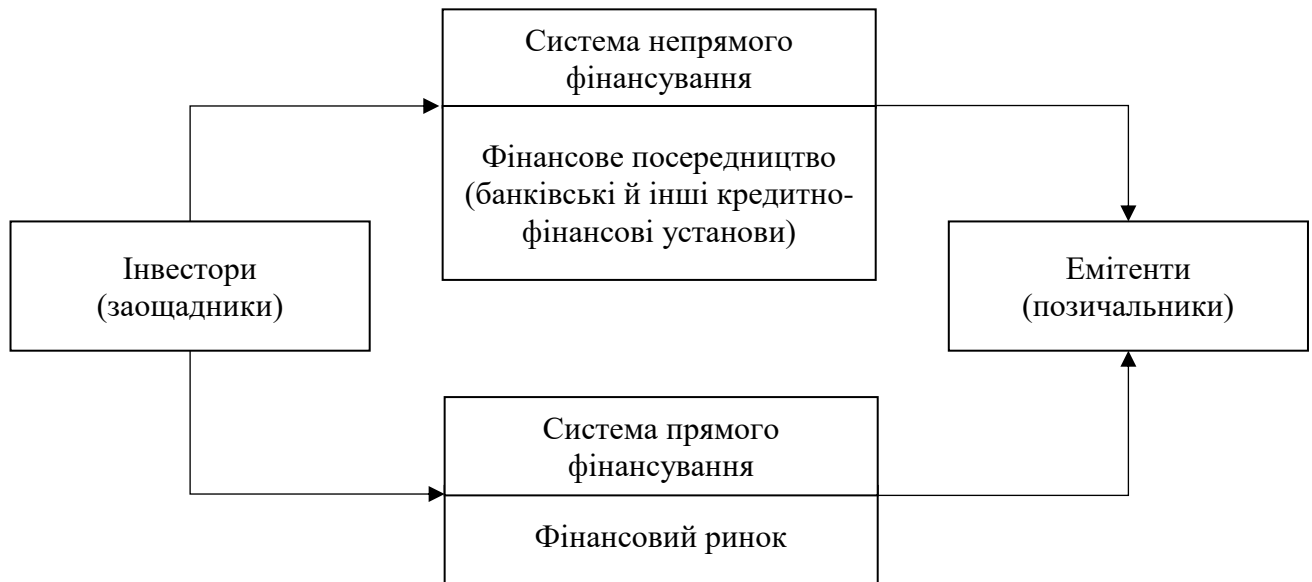 Система непрямого
фінансування
Фінансове посередництво
(банківські й інші кредитно-
фінансові установи)
Інвестори
(заощадники)
Емітенти
(позичальники)
Система прямого
фінансування
Фінансовий ринок